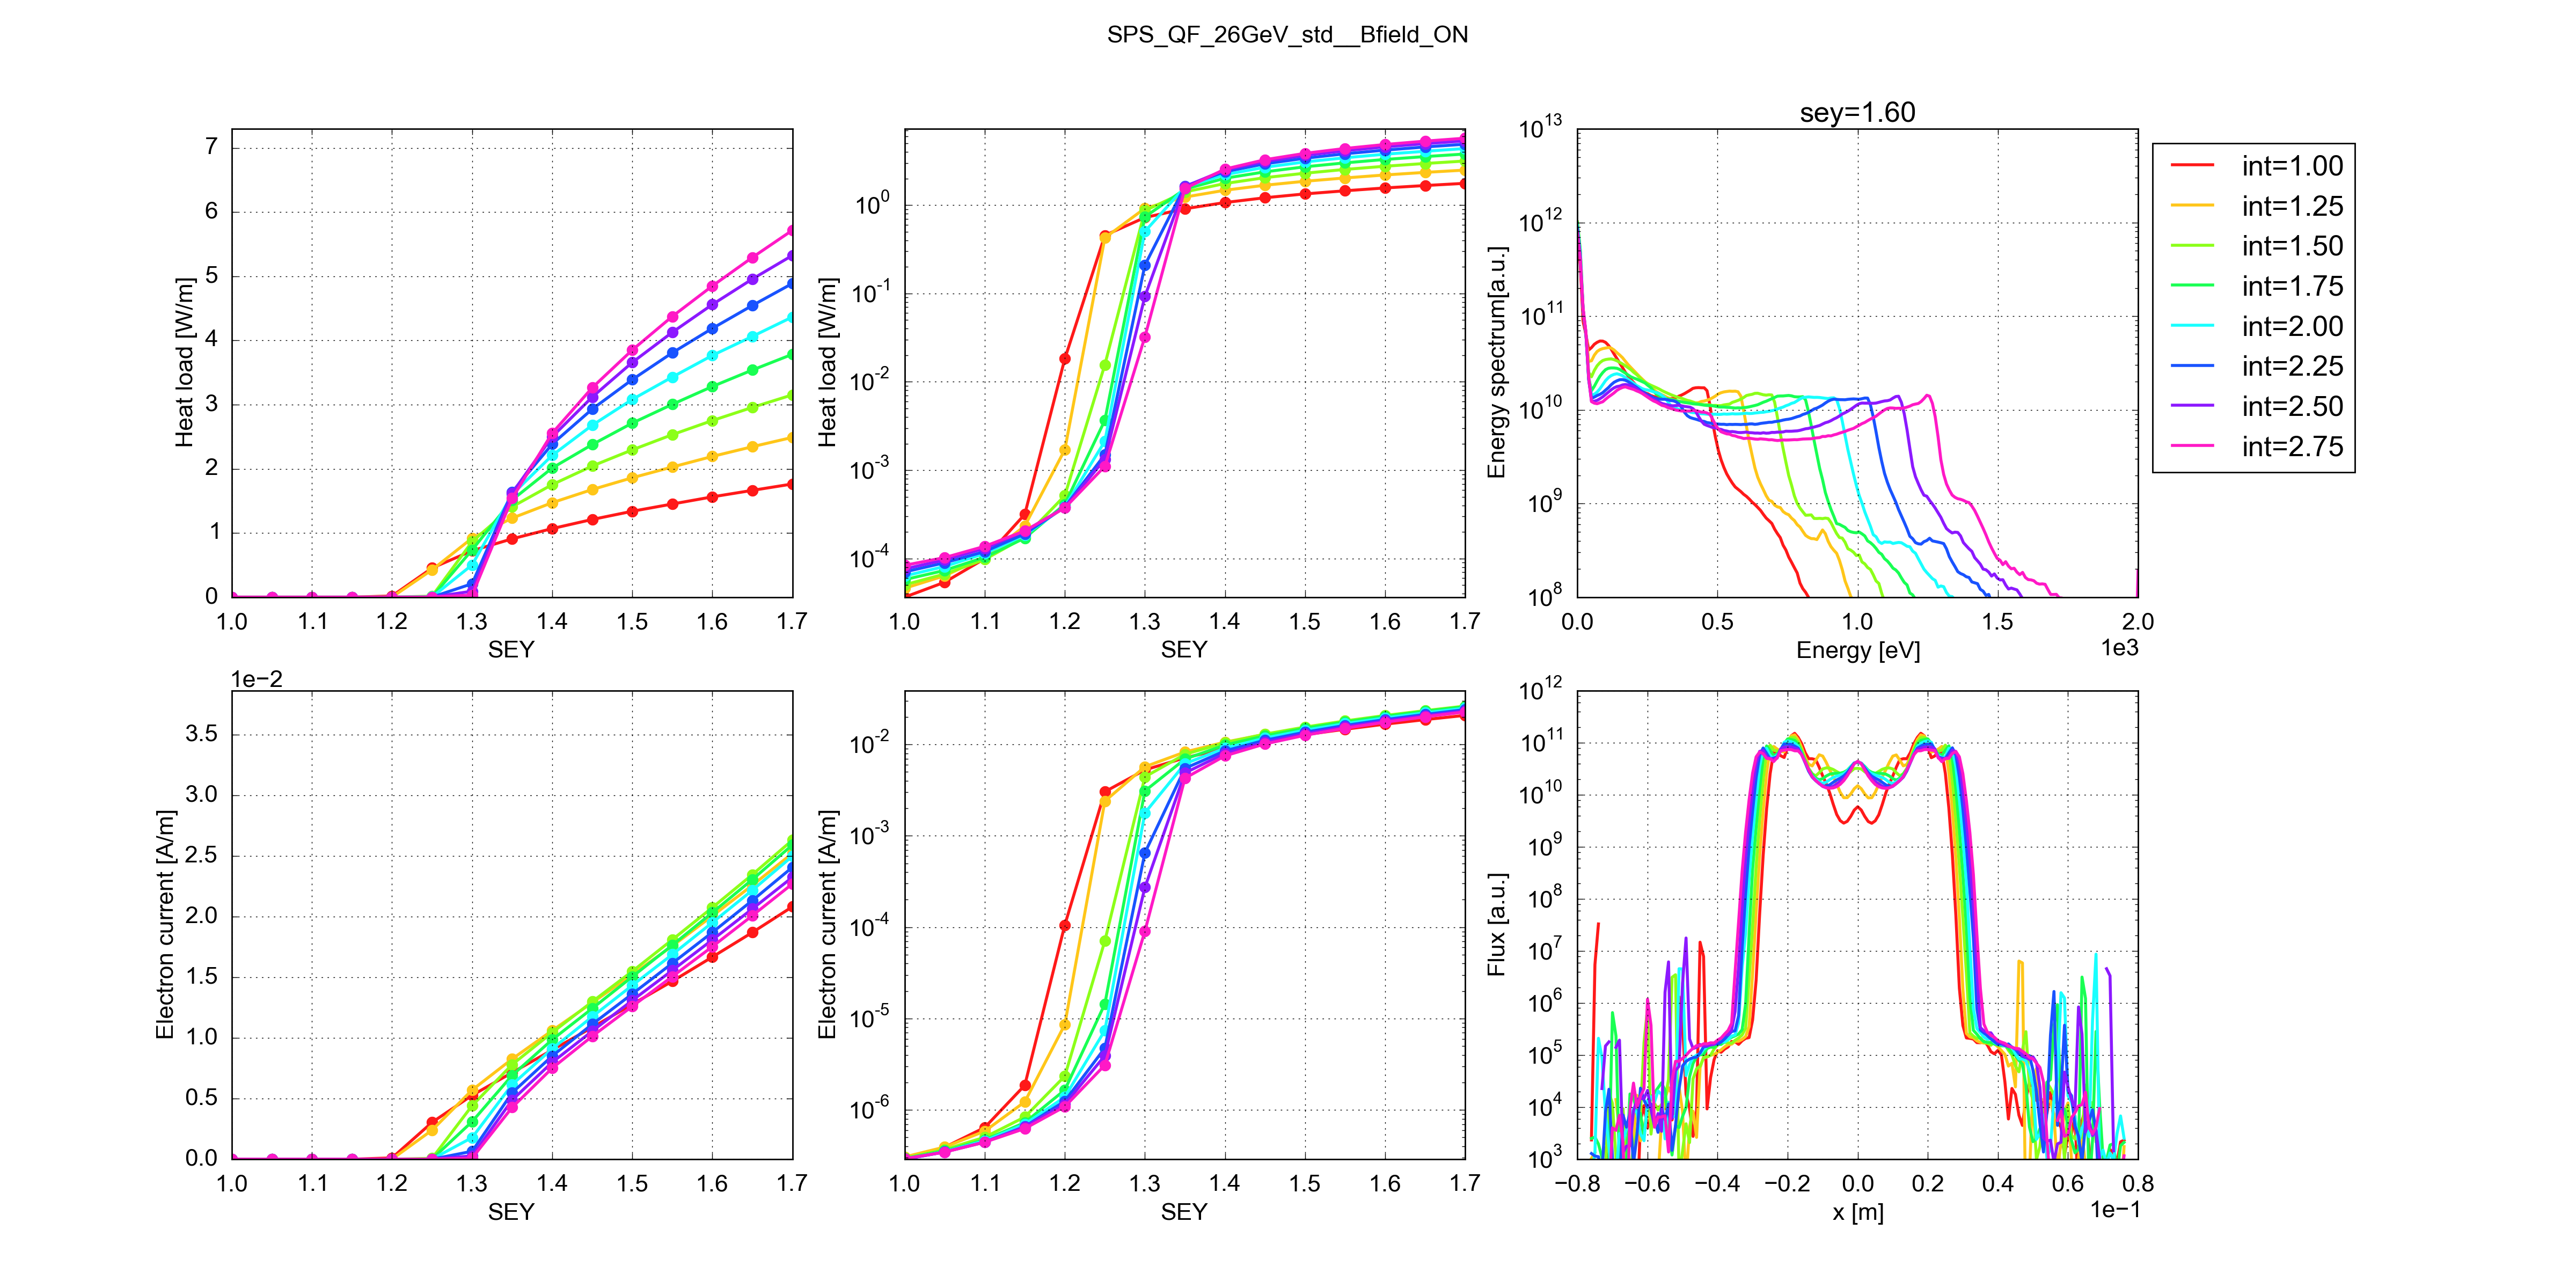 SPS_QF_26GeV_std__Bfield_ON
7
6
5
4
3
2
1
0
Heat load [W/m]
1.0 1.1 1.2 1.3 1.4 1.5 1.6 1.7
SEY
10^0
10^-1
10^-2
10^-3
10^-4
Heat load [W/m]
1.0 1.1 1.2 1.3 1.4 1.5 1.6 1.7
SEY
sey=1.60
10^13
10^12
10^11
10^10
10^9
10^8
Energy spectrum[a.u.]
0.0 0.5 1.0 1.5 2.0
Energy [eV]
1e3
int=1.00
int=1.25
int=1.50
int=1.75
int=2.00
int=2.25
int=2.50
int=2.75
1e−2
3.5
3.0
2.5
2.0
1.5
1.0
0.5
0.0
Electron current [A/m]
1.0 1.1 1.2 1.3 1.4 1.5 1.6 1.7
SEY
10^-2
10^-3
10^-4
10^-5
10^-6
Electron current [A/m]
1.0 1.1 1.2 1.3 1.4 1.5 1.6 1.7
SEY
10^12
10^11
10^10
10^9
10^8
10^7
10^6
10^5
10^4
10^3
Flux [a.u.]
−0.8 −0.6 −0.4 −0.2 0.0 0.2 0.4 0.6 0.8
x [m]
1e−1